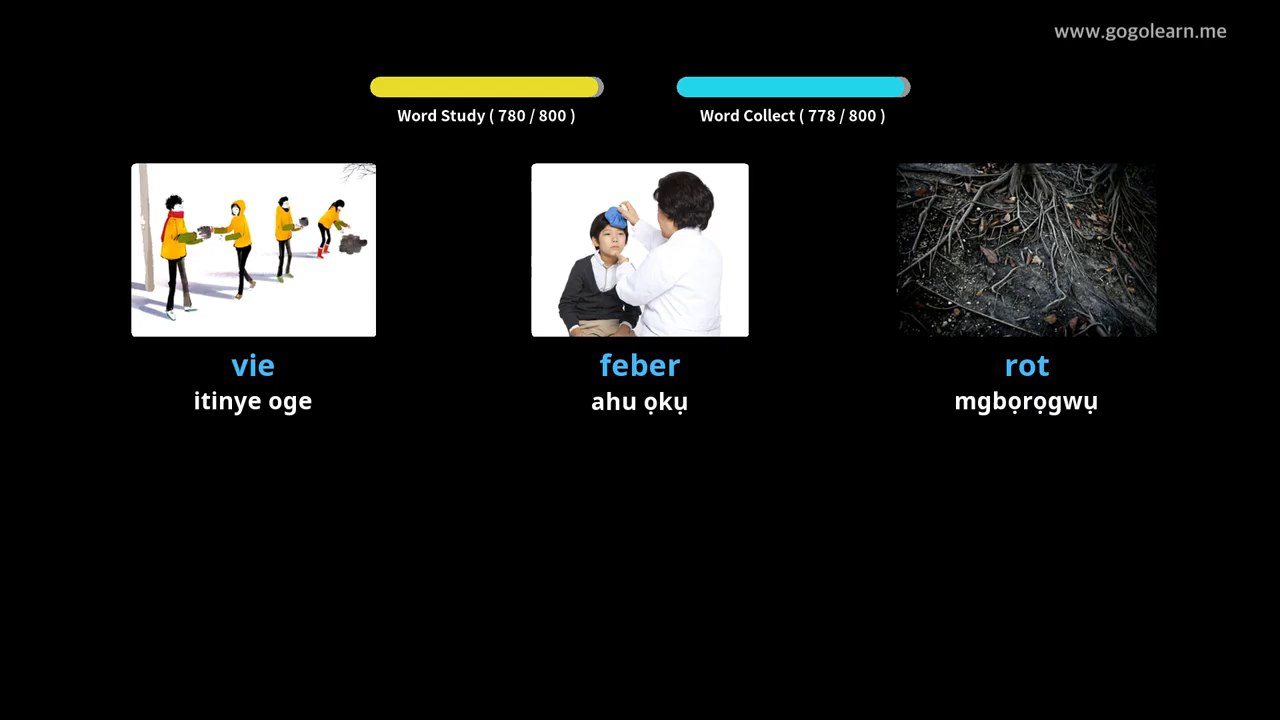 www.gogolearn.me
Word Study ( 780 / 800 )
Word Collect ( 778 / 800 )
vie
feber
rot
itinye oge
ahu ọkụ
mgbọrọgwụ